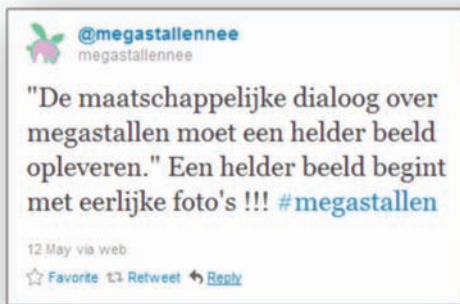 @megastallennee
megastallennee
"De maatschappelijke dialoog over
megastallen moet een helder beeld
opleveren." Een helder beeld begint
met eerlijke foto's !!! #megastallen
12 May via web
Favorite Retweet Reply